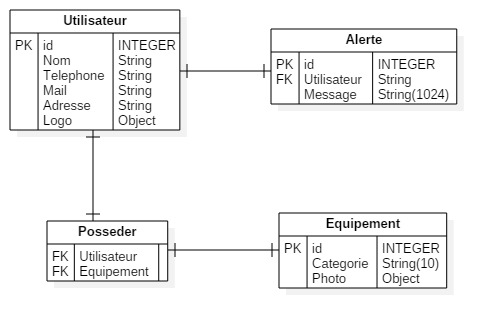 Utilisateur
PK id INTEGER
Nom String
Telephone String
Mail String
Adresse String
Logo Object
Alerte
PK id INTEGER
FK Utilisateur String
Message String(1024)
Posseder
FK Utilisateur
FK Equipement
Equipement
PK id INTEGER
Categorie String(10)
Photo Object